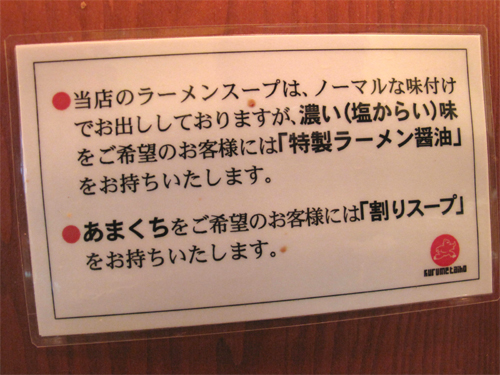 ●当店のラーメンスープは、ノーマルな味付け
でお出ししておりますが、濃い(塩からい)味
をご希望のお客様には「特製ラーメン醤油」
をお持ちいたします。
●あまくちをご希望のお客様には「割りスープ」
をお持ちいたします。
kurumetaiho